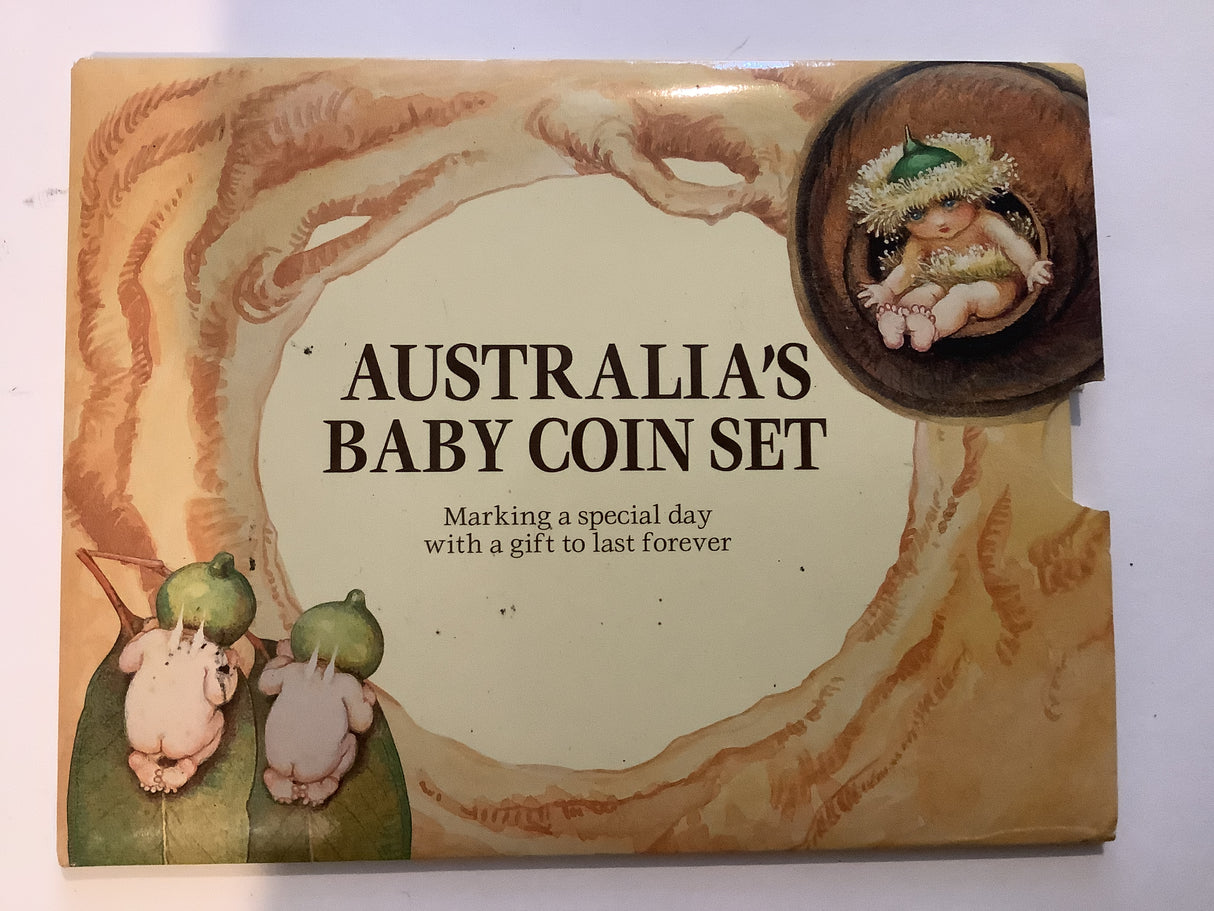 AUSTRALIA'S
BABY COIN SET
Marking a special day
with a gift to last forever